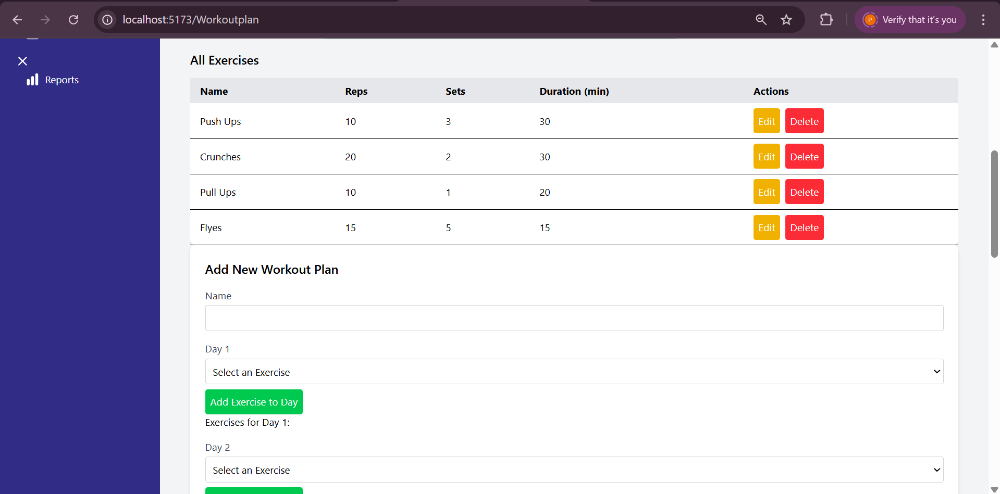 localhost:5173/Workoutplan
P
Verify that it's you
Reports
All Exercises
Name Reps Sets Duration (min) Actions
Push Ups 10 3 30 Edit Delete
Crunches 20 2 30 Edit Delete
Pull Ups 10 1 20 Edit Delete
Flyes 15 5 15 Edit Delete
Add New Workout Plan
Name
Day 1
Select an Exercise
Add Exercise to Day
Exercises for Day 1:
Day 2
Select an Exercise